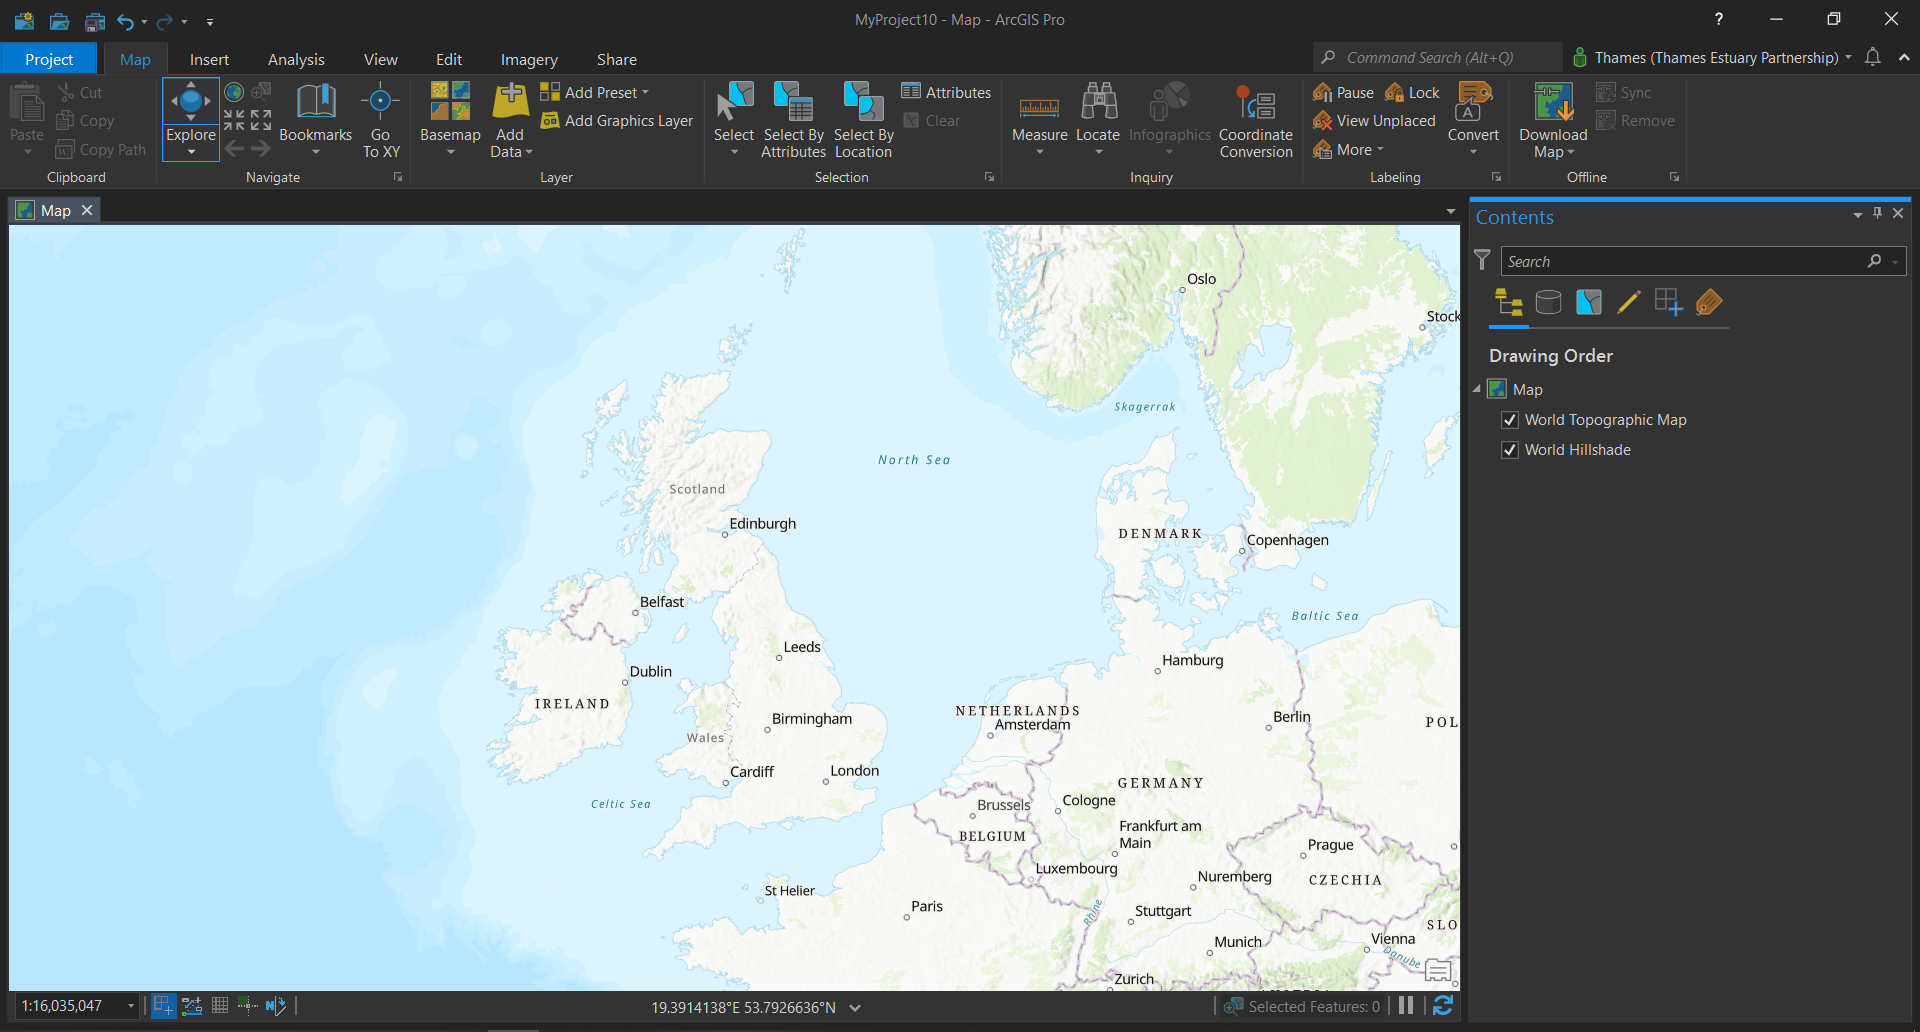 MyProject10 - Map - ArcGIS Pro
?
Project Map Insert Analysis View Edit Imagery Share
Command Search (Alt+Q)
Thames (Thames Estuary Partnership)
Paste
Cut
Copy
Copy Path
Clipboard
Explore
Bookmarks
Go
To XY
Navigate
Basemap
Add
Data
Add Preset
Add Graphics Layer
Layer
Select
Select By
Attributes
Select By
Location
Attributes
Clear
Selection
Measure
Locate
Infographics
Coordinate
Conversion
Inquiry
Pause
Lock
View Unplaced
More
A
Convert
Labeling
Download
Map
Sync
Remove
Offline
Map
Contents
Search
Drawing Order
Map
World Topographic Map
World Hillshade
Oslo
Stock
Skagerrak
North Sea
Scotland
Edinburgh
DENMARK
Copenhagen
Belfast
Baltic Sea
Leeds
Hamburg
Dublin
IRELAND
NETHERLANDS
Amsterdam
Birmingham
Berlin
POL
Wales
Cardiff
London
GERMANY
Celtic Sea
Brussels
Cologne
BELGIUM
Frankfurt am
Main
Prague
Luxembourg
Nuremberg
CZECHIA
St Helier
Paris
Rhine
Stuttgart
SLO
Munich
Vienna
Danube
Zurich
1:16,035,047
N
19.3914138°E 53.7926636°N
Selected Features: 0